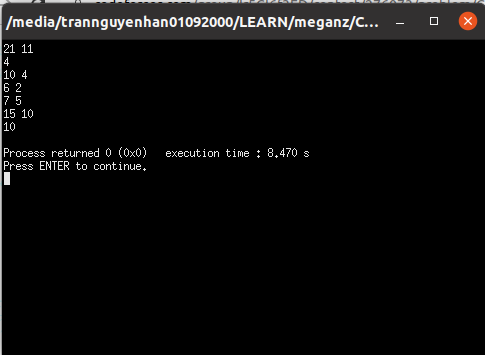 /media/trannguyenhan01092000/LEARN/meganz/C...
21 11
4
10 4
6 2
7 5
15 10
10
Process returned 0 (0x0)   execution time : 8.470 s
Press ENTER to continue.